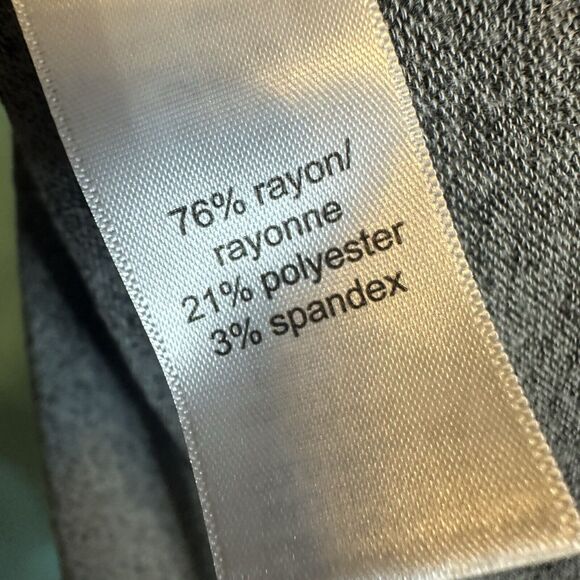 76% rayon/
rayonne
21% polyester
3% spandex